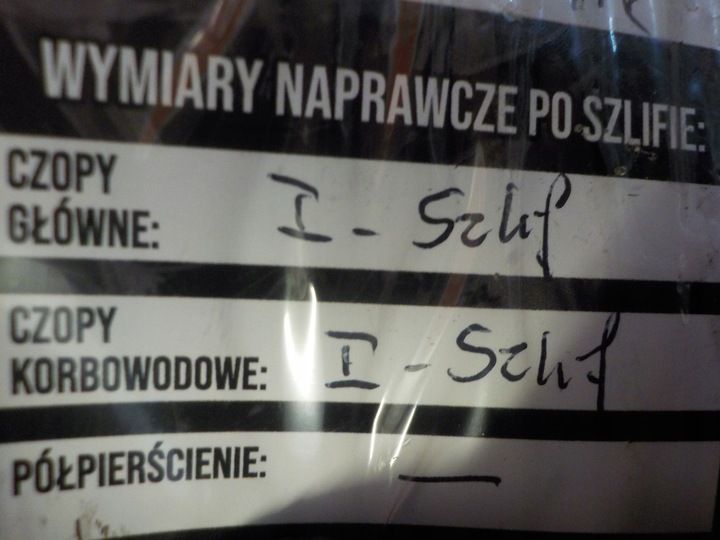 WYMIARY NAPRAWCZE PO SZLIFIE:
CZOPY
GŁÓWNE: I - Szlif
CZOPY
KORBOWODOWE: I - Szlif
PÓŁPIERŚCIENIE: —